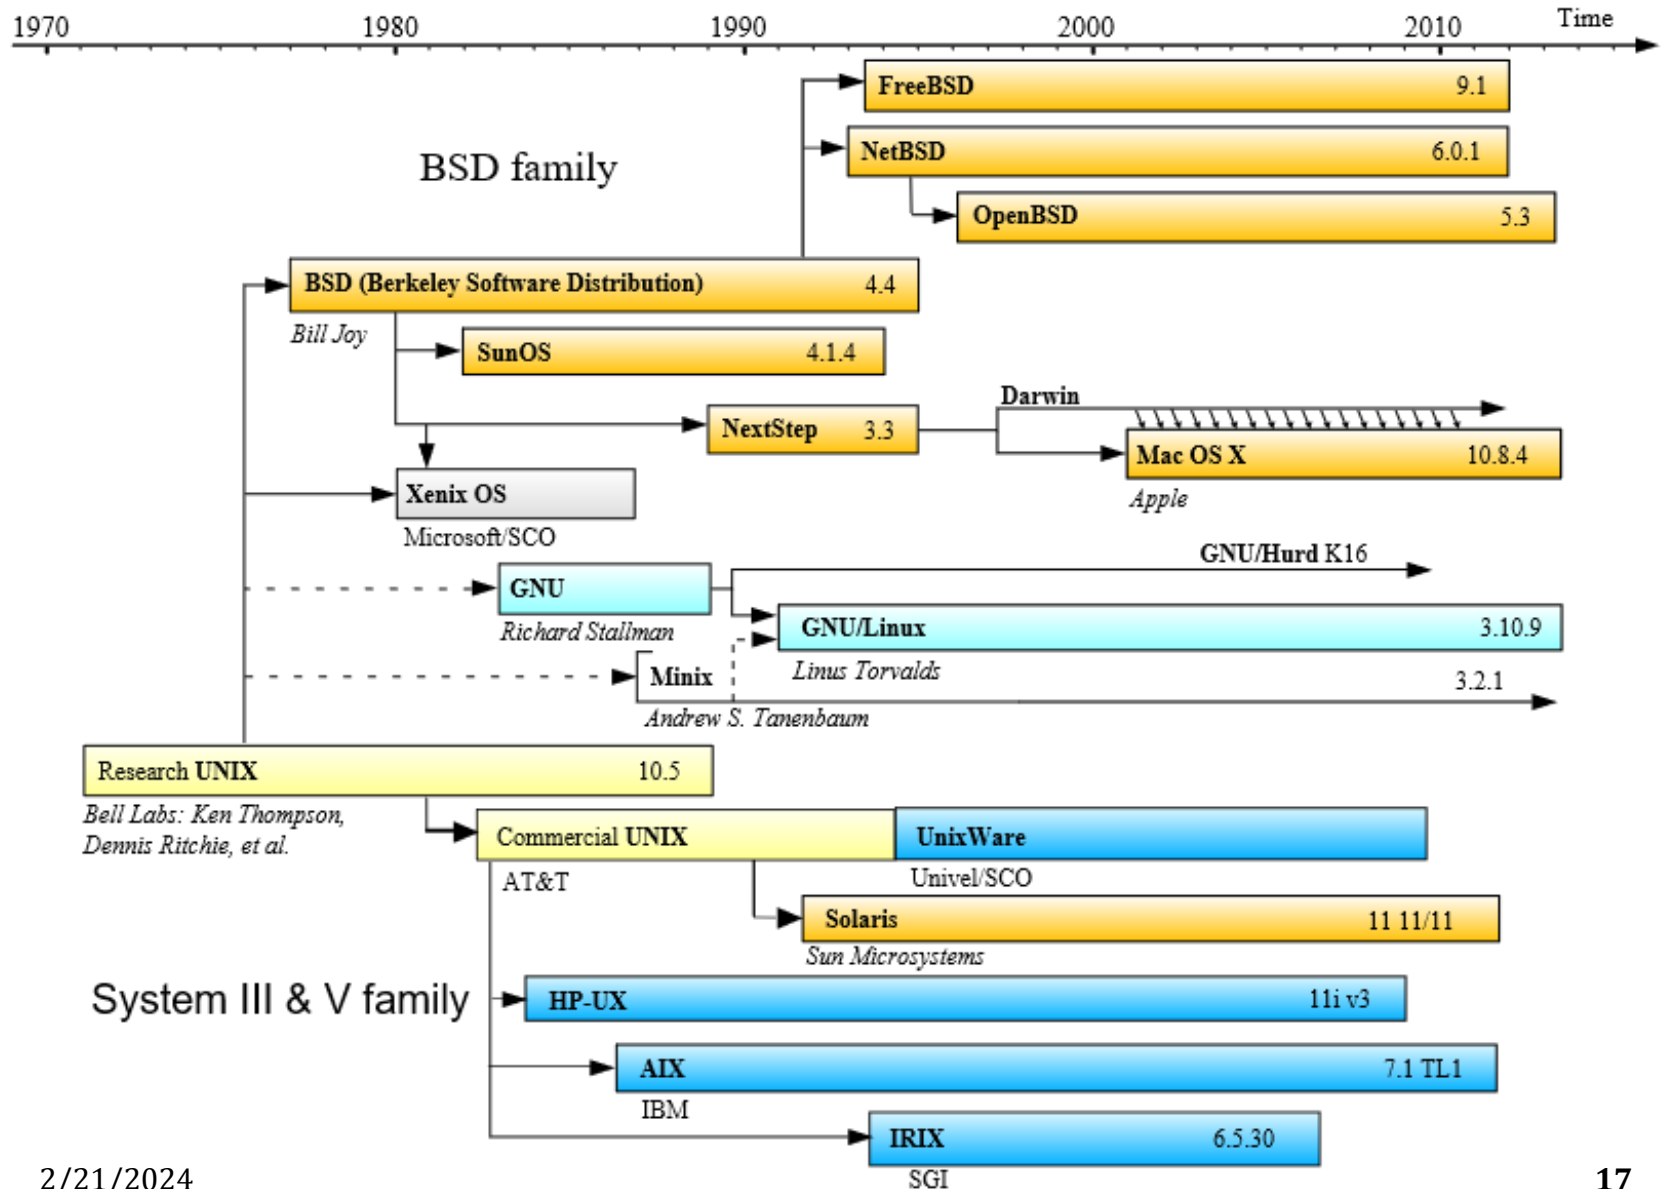 1970 1980 1990 2000 2010 Time
FreeBSD 9.1
NetBSD 6.0.1
BSD family
OpenBSD 5.3
BSD (Berkeley Software Distribution) 4.4
Bill Joy
SunOS 4.1.4
Darwin
NextStep 3.3
Mac OS X 10.8.4
Apple
Xenix OS
Microsoft/SCO
GNU/Hurd K16
GNU
Richard Stallman
GNU/Linux 3.10.9
Linus Torvalds
Minix 3.2.1
Andrew S. Tanenbaum
Research UNIX 10.5
Bell Labs: Ken Thompson,
Dennis Ritchie, et al.
Commercial UNIX
AT&T
UnixWare
Univel/SCO
Solaris 11 11/11
Sun Microsystems
System III & V family
HP-UX 11i v3
AIX 7.1 TL1
IBM
IRIX 6.5.30
SGI
2/21/2024 17